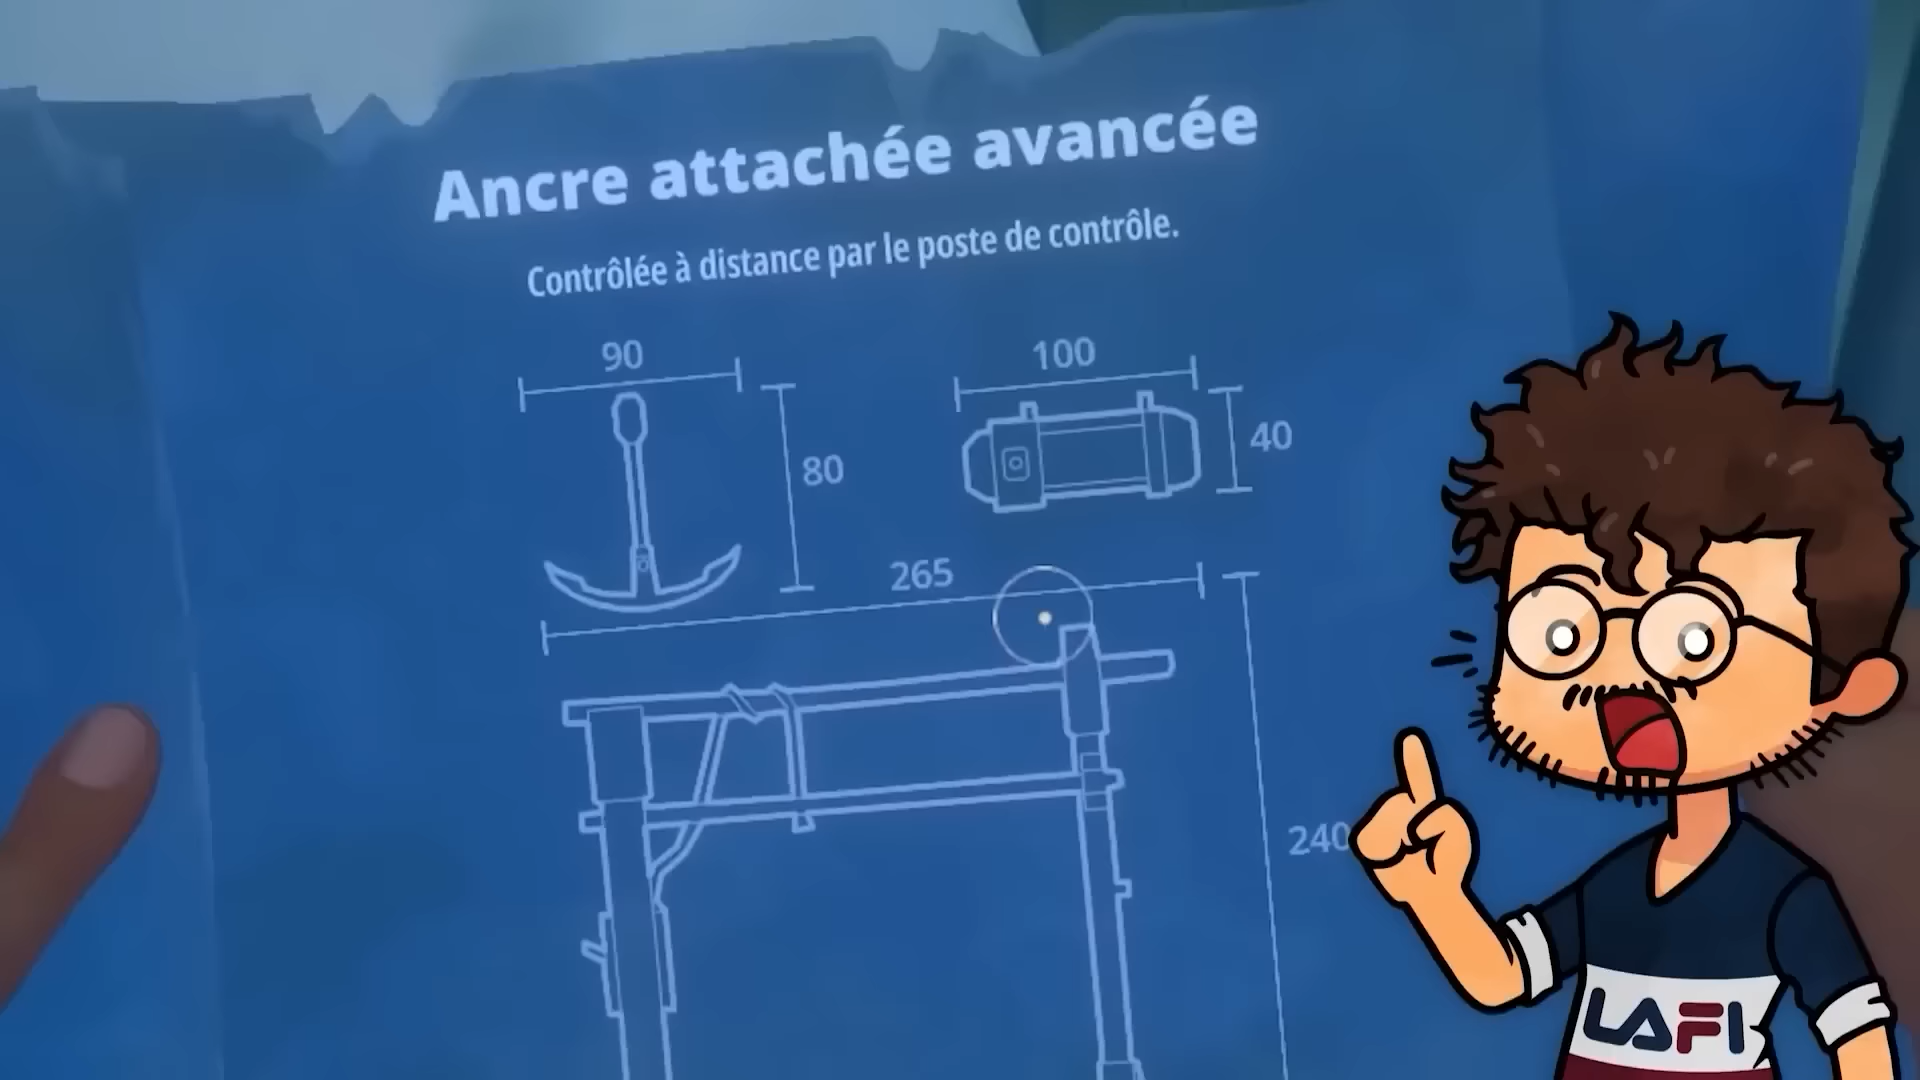 Ancre attachée avancée
Contrôlée à distance par le poste de contrôle.
90
100
80
40
265
240
LAFI